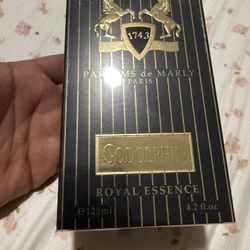 1743
PARFUMS de MARLY
PARIS
GODOLPHIN
ROYAL ESSENCE
℮125ml 4.2 fl.oz